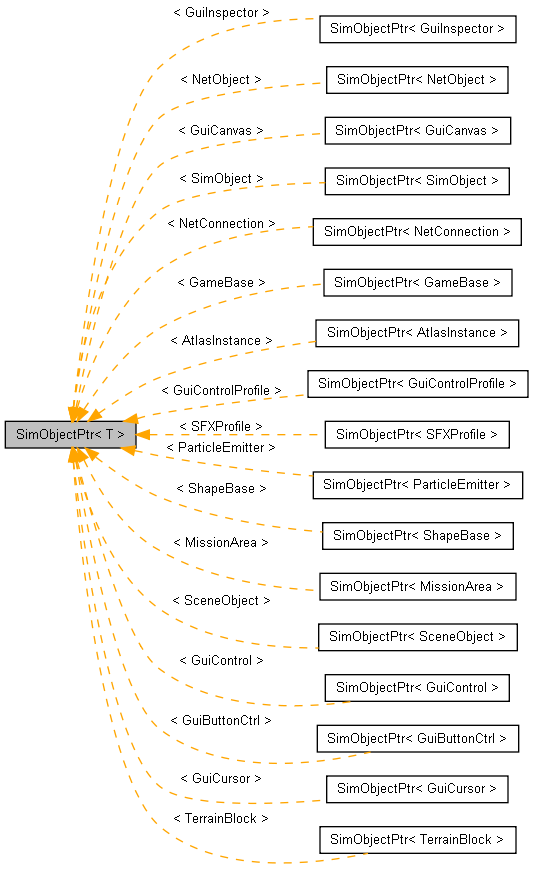 < GuiInspector >
SimObjectPtr< GuiInspector >
< NetObject >
SimObjectPtr< NetObject >
< GuiCanvas >
SimObjectPtr< GuiCanvas >
< SimObject >
SimObjectPtr< SimObject >
< NetConnection >
SimObjectPtr< NetConnection >
< GameBase >
SimObjectPtr< GameBase >
< AtlasInstance >
SimObjectPtr< AtlasInstance >
< GuiControlProfile >
SimObjectPtr< GuiControlProfile >
SimObjectPtr< T >
< SFXProfile >
SimObjectPtr< SFXProfile >
< ParticleEmitter >
SimObjectPtr< ParticleEmitter >
< ShapeBase >
SimObjectPtr< ShapeBase >
< MissionArea >
SimObjectPtr< MissionArea >
< SceneObject >
SimObjectPtr< SceneObject >
< GuiControl >
SimObjectPtr< GuiControl >
< GuiButtonCtrl >
SimObjectPtr< GuiButtonCtrl >
< GuiCursor >
SimObjectPtr< GuiCursor >
< TerrainBlock >
SimObjectPtr< TerrainBlock >